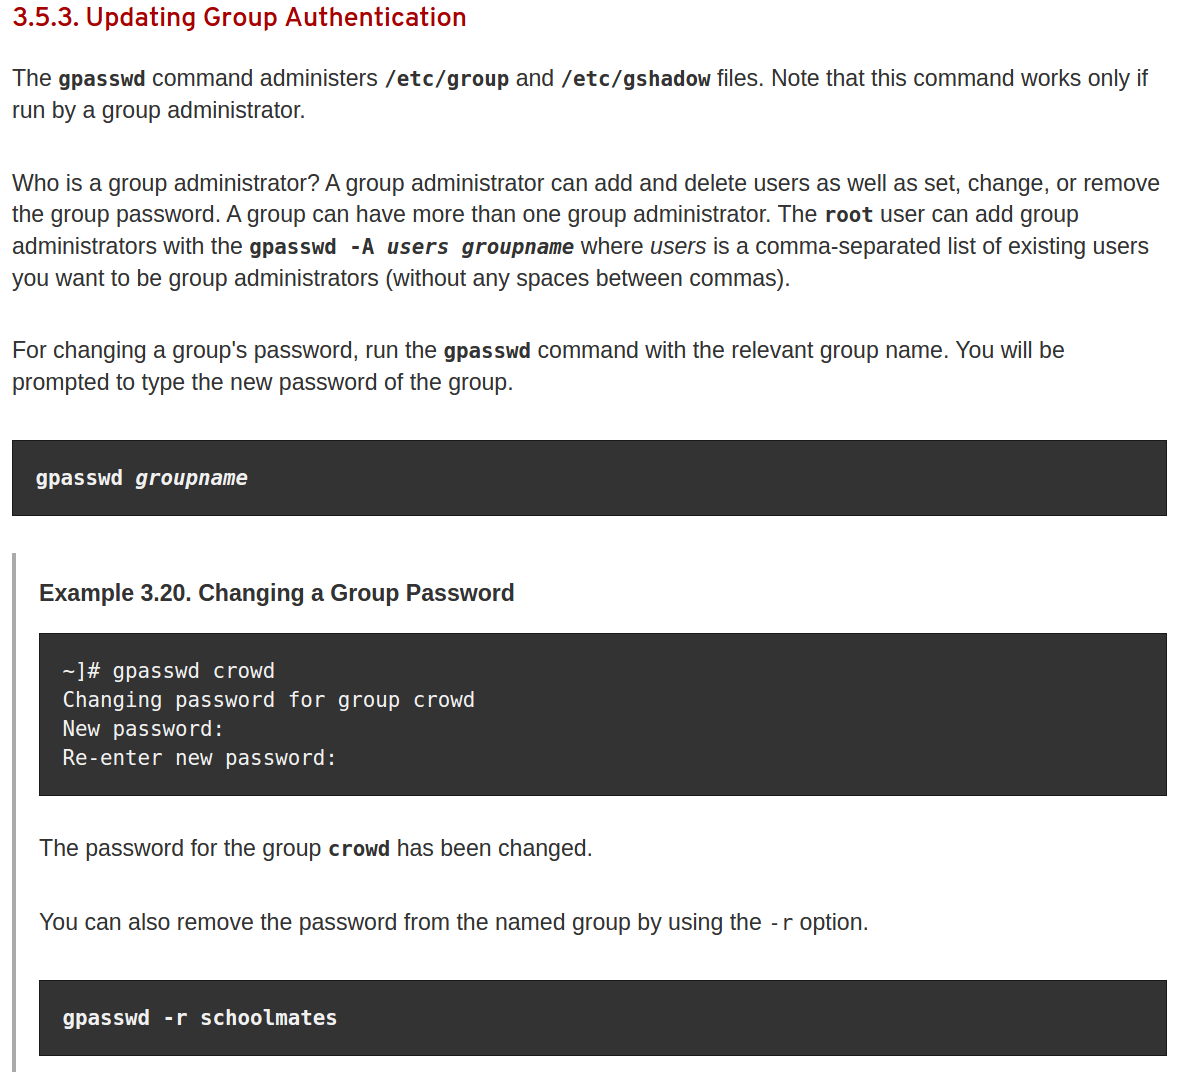 3.5.3. Updating Group Authentication
The gpasswd command administers /etc/group and /etc/gshadow files. Note that this command works only if
run by a group administrator.
Who is a group administrator? A group administrator can add and delete users as well as set, change, or remove
the group password. A group can have more than one group administrator. The root user can add group
administrators with the gpasswd -A users groupname where users is a comma-separated list of existing users
you want to be group administrators (without any spaces between commas).
For changing a group's password, run the gpasswd command with the relevant group name. You will be
prompted to type the new password of the group.
gpasswd groupname
Example 3.20. Changing a Group Password
~]# gpasswd crowd
Changing password for group crowd
New password:
Re-enter new password:
The password for the group crowd has been changed.
You can also remove the password from the named group by using the -r option.
gpasswd -r schoolmates